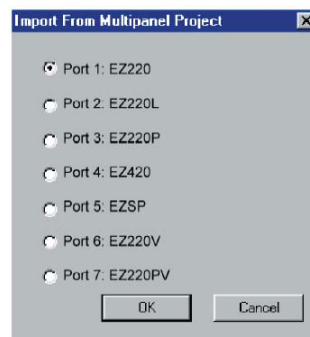 Import From Multipanel Project
Port 1: EZ220
Port 2: EZ220L
Port 3: EZ220P
Port 4: EZ420
Port 5: EZSP
Port 6: EZ220V
Port 7: EZ220PV
OK
Cancel